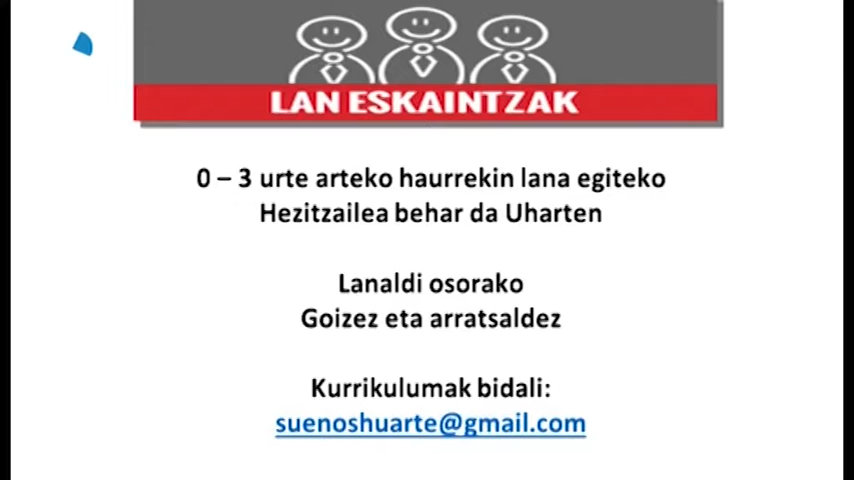 LAN ESKAINTZAK
0 – 3 urte arteko haurrekin lana egiteko
Hezitzailea behar da Uharten
Lanaldi osorako
Goizez eta arratsaldez
Kurrikulumak bidali:
suenoshuarte@gmail.com